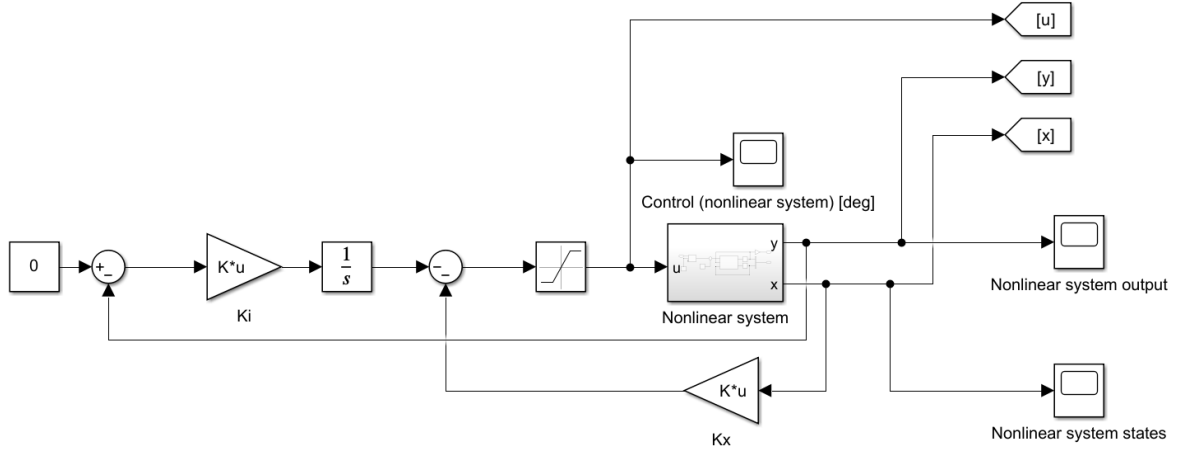 [u]
[y]
[x]
Control (nonlinear system) [deg]
0
+
−
K*u
1
s
−
−
u
y
x
Ki
Nonlinear system
Nonlinear system output
K*u
Kx
Nonlinear system states